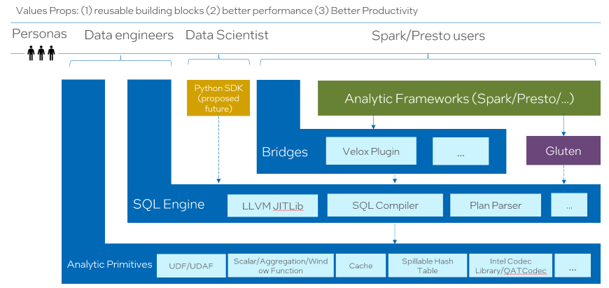 Values Props: (1) reusable building blocks (2) better performance (3) Better Productivity
Personas
Data engineers
Data Scientist
Spark/Presto users
Python SDK
(proposed
future)
Analytic Frameworks (Spark/Presto/…)
Bridges
Velox Plugin
...
Gluten
SQL Engine
LLVM JITLib
SQL Compiler
Plan Parser
...
Analytic Primitives
UDF/UDAF
Scalar/Aggregation/Wind
ow Function
Cache
Spillable Hash
Table
Intel Codec
Library/QATCodec
...